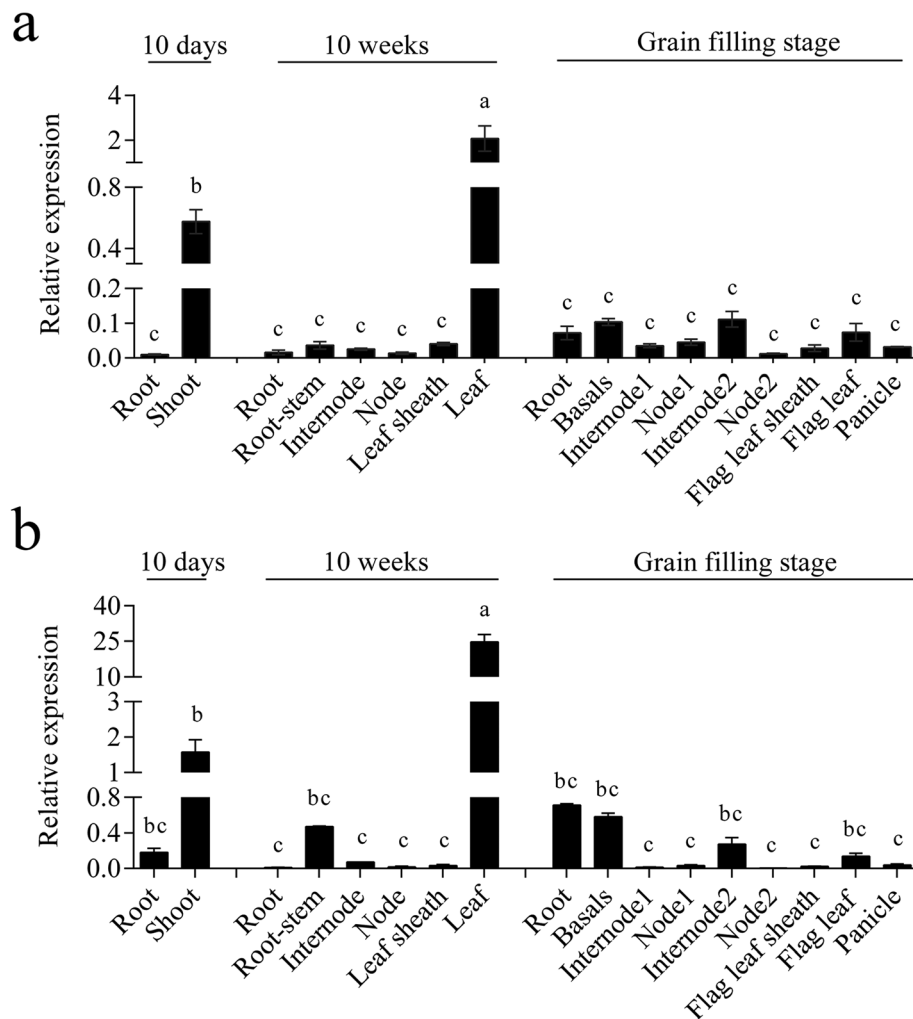 a
10 days 10 weeks Grain filling stage
Relative expression
4
2
0.8
0.4
0.2
0.1
0.0
c b c c c c c a c c c c c c c c c
Root Shoot Root Root-stem Internode Node Leaf sheath Leaf Root Basals Internode1 Node1 Internode2 Node2 Flag leaf sheath Flag leaf Panicle
b
10 days 10 weeks Grain filling stage
Relative expression
40
25
10
3
2
1
0.8
0.4
0.0
bc b c bc c c c a bc bc c c bc c c bc c
Root Shoot Root Root-stem Internode Node Leaf sheath Leaf Root Basals Internode1 Node1 Internode2 Node2 Flag leaf sheath Flag leaf Panicle